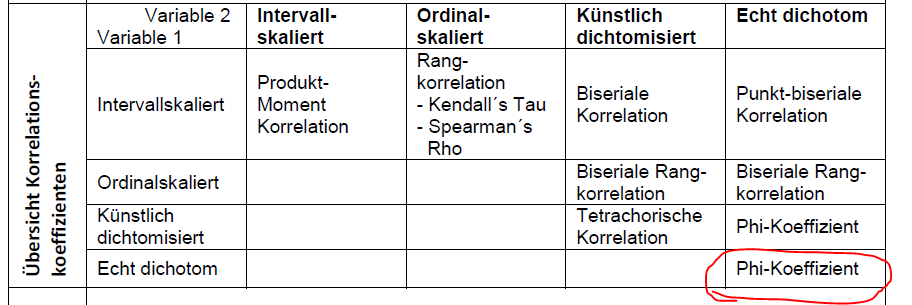 Übersicht Korrelations-
koeffizienten
Variable 2
Variable 1
Intervall-
skaliert
Ordinal-
skaliert
Künstlich
dichtomisiert
Echt dichotom
Intervallskaliert
Produkt-
Moment
Korrelation
Rang-
korrelation
- Kendall´s Tau
- Spearman´s
Rho
Biseriale
Korrelation
Punkt-biseriale
Korrelation
Ordinalskaliert
Biseriale Rang-
korrelation
Biseriale Rang-
korrelation
Künstlich
dichtomisiert
Tetrachorische
Korrelation
Phi-Koeffizient
Echt dichotom
Phi-Koeffizient